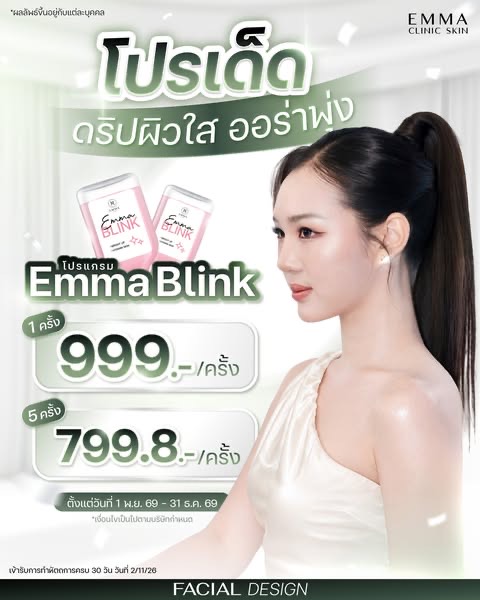 *ผลลัพธ์ขึ้นอยู่กับแต่ละบุคคล
EMMA
CLINIC SKIN
โปรเด็ด
ดริปผิวใส ออร่าพุ่ง
Emma
BLINK
Emma
BLINK
โปรแกรม
Emma Blink
1 ครั้ง
999.-/ครั้ง
5 ครั้ง
799.8.-/ครั้ง
ตั้งแต่วันที่ 1 พ.ย. 69 - 31 ธ.ค. 69
*เงื่อนไขเป็นไปตามบริษัทกำหนด
เข้ารับการทำหัตถการครบ 30 วัน วันที่ 2/11/26
FACIAL DESIGN